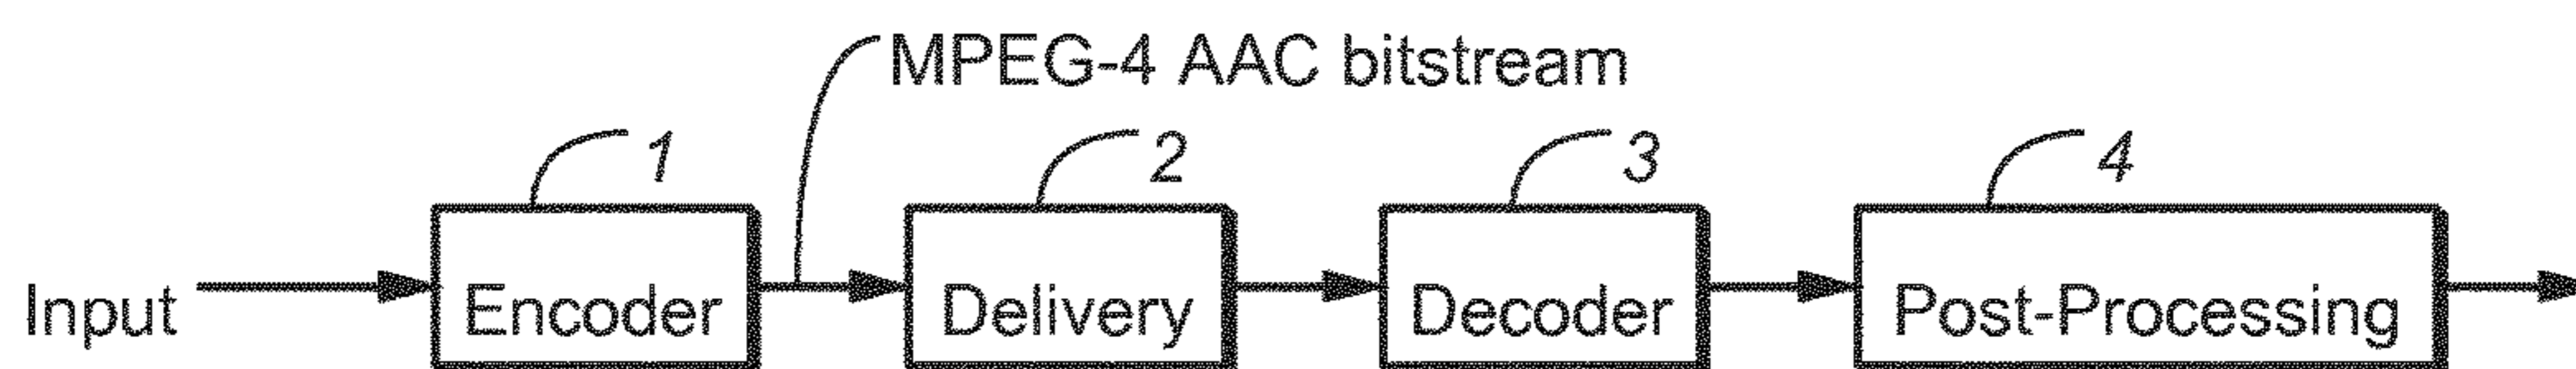 MPEG-4 AAC bitstream
1 2 3 4
Input Encoder Delivery Decoder Post-Processing